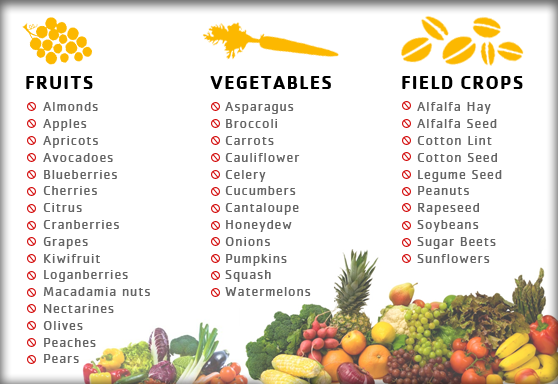 FRUITS
Almonds
Apples
Apricots
Avocadoes
Blueberries
Cherries
Citrus
Cranberries
Grapes
Kiwifruit
Loganberries
Macadamia nuts
Nectarines
Olives
Peaches
Pears
VEGETABLES
Asparagus
Broccoli
Carrots
Cauliflower
Celery
Cucumbers
Cantaloupe
Honeydew
Onions
Pumpkins
Squash
Watermelons
FIELD CROPS
Alfalfa Hay
Alfalfa Seed
Cotton Lint
Cotton Seed
Legume Seed
Peanuts
Rapeseed
Soybeans
Sugar Beets
Sunflowers